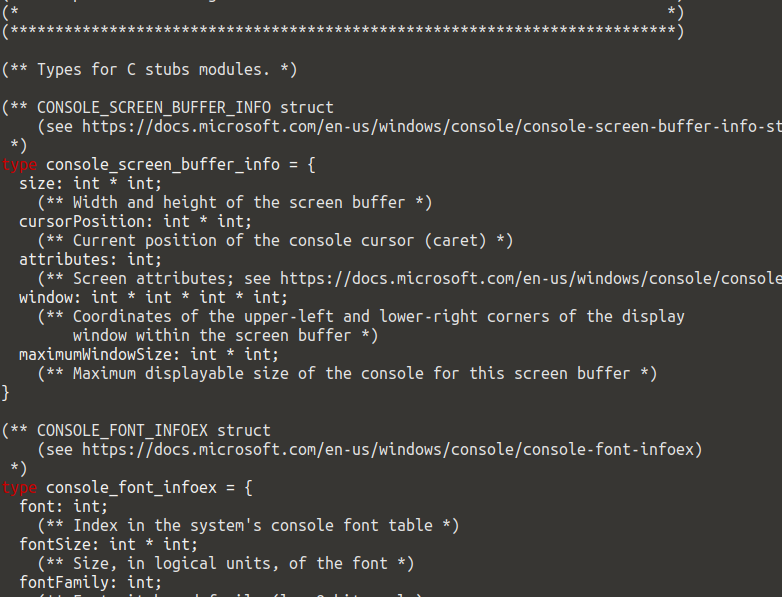 (*                                                                        *)
(**************************************************************************)

(** Types for C stubs modules. *)

(** CONSOLE_SCREEN_BUFFER_INFO struct
    (see https://docs.microsoft.com/en-us/windows/console/console-screen-buffer-info-st
 *)
type console_screen_buffer_info = {
  size: int * int;
    (** Width and height of the screen buffer *)
  cursorPosition: int * int;
    (** Current position of the console cursor (caret) *)
  attributes: int;
    (** Screen attributes; see https://docs.microsoft.com/en-us/windows/console/console
  window: int * int * int * int;
    (** Coordinates of the upper-left and lower-right corners of the display
        window within the screen buffer *)
  maximumWindowSize: int * int;
    (** Maximum displayable size of the console for this screen buffer *)
}

(** CONSOLE_FONT_INFOEX struct
    (see https://docs.microsoft.com/en-us/windows/console/console-font-infoex)
 *)
type console_font_infoex = {
  font: int;
    (** Index in the system's console font table *)
  fontSize: int * int;
    (** Size, in logical units, of the font *)
  fontFamily: int;